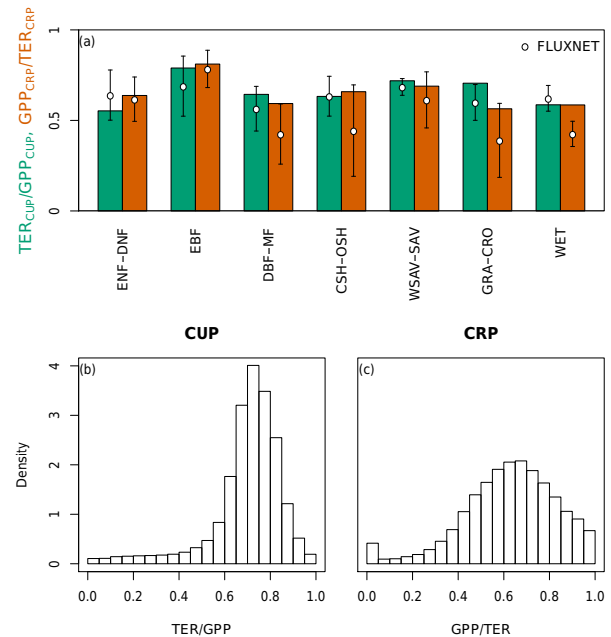 TER_CUP/GPP_CUP, GPP_CRP/TER_CRP
1
0.5
0
(a)
FLUXNET
ENF−DNF
EBF
DBF−MF
CSH−OSH
WSAV−SAV
GRA−CRO
WET
CUP
CRP
(b)
(c)
Density
4
3
2
1
0
0.0 0.2 0.4 0.6 0.8 1.0
0.0 0.2 0.4 0.6 0.8 1.0
TER/GPP
GPP/TER